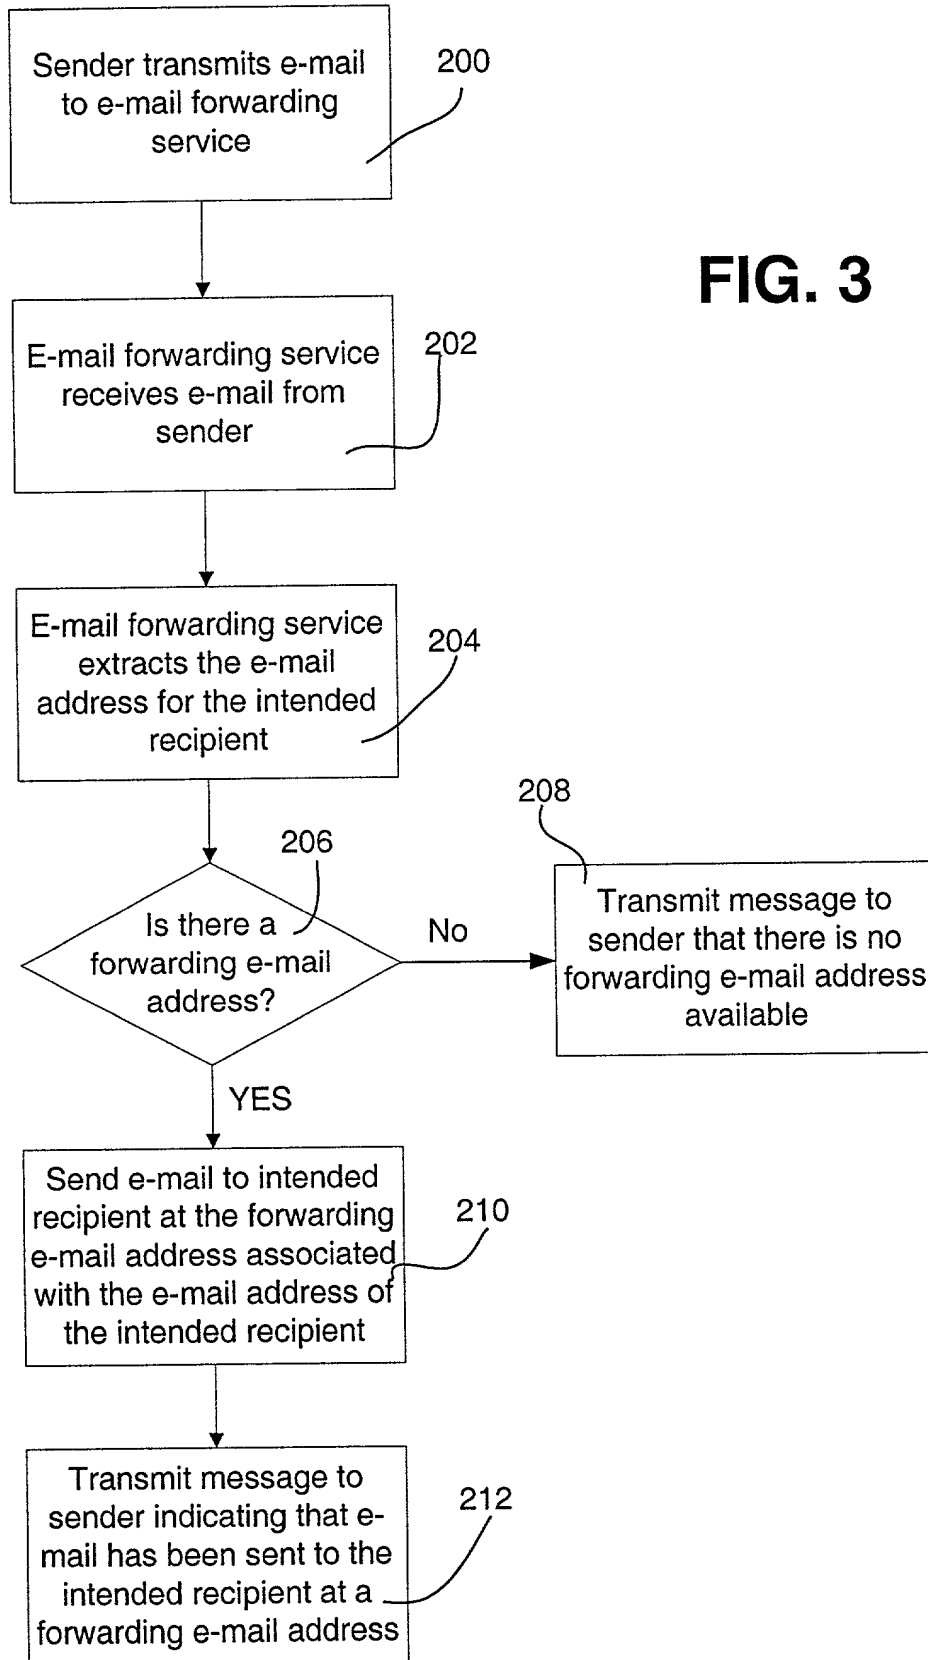 Sender transmits e-mail
to e-mail forwarding
service
200
FIG. 3
E-mail forwarding service
receives e-mail from
sender
202
E-mail forwarding service
extracts the e-mail
address for the intended
recipient
204
206
Is there a
forwarding e-mail
address?
No
208
Transmit message to
sender that there is no
forwarding e-mail address
available
YES
Send e-mail to intended
recipient at the forwarding
e-mail address associated
with the e-mail address of
the intended recipient
210
Transmit message to
sender indicating that e-
mail has been sent to the
intended recipient at a
forwarding e-mail address
212